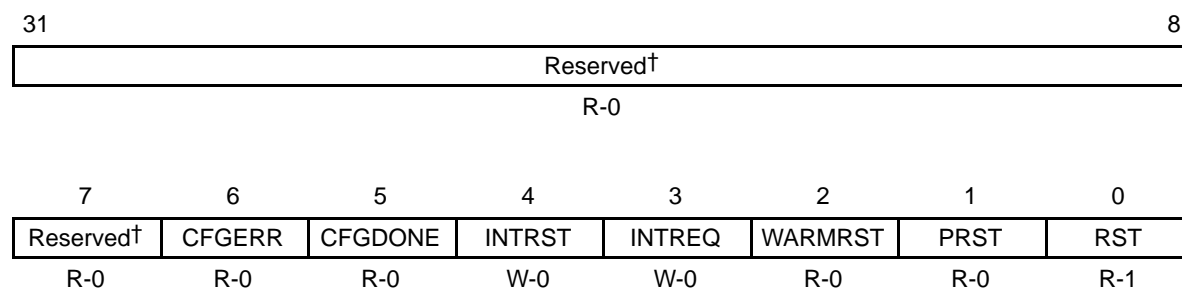 31 8
Reserved†
R-0
7 6 5 4 3 2 1 0
Reserved† CFGERR CFGDONE INTRST INTREQ WARMRST PRST RST
R-0 R-0 R-0 W-0 W-0 R-0 R-0 R-1